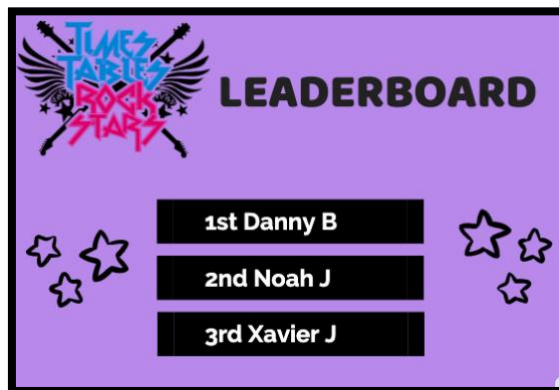 TIMES
TABLES
ROCK
STARS
LEADERBOARD
1st Danny B
2nd Noah J
3rd Xavier J